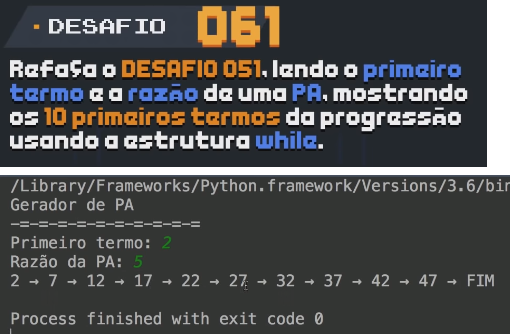 · DESAFIO 061
Refaça o DESAFIO 051, lendo o primeiro
termo e a razão de uma PA, mostrando
os 10 primeiros termos da progressão
usando a estrutura while.
/Library/Frameworks/Python.framework/Versions/3.6/bin
Gerador de PA
-=-=-=-=-=-=-=-=-=-=
Primeiro termo: 2
Razão da PA: 5
2 → 7 → 12 → 17 → 22 → 27 → 32 → 37 → 42 → 47 → FIM
Process finished with exit code 0